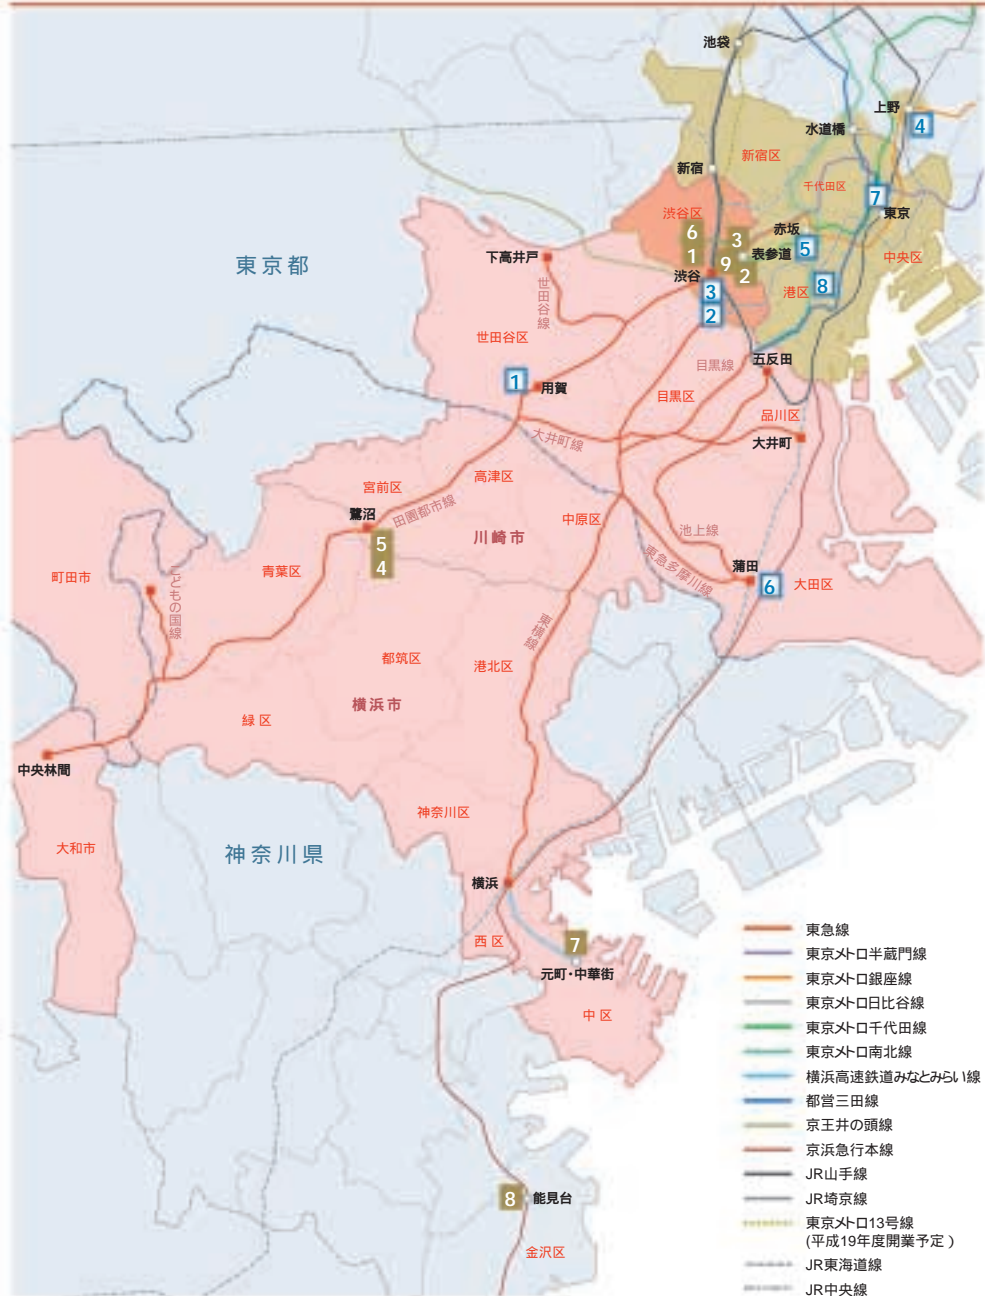 池袋
上野
4
水道橋
新宿区
新宿
千代田区
7
東京
渋谷区
赤坂
6
3
5
表参道
中央区
1
9
2
東京都
下高井戸
渋谷
港区
8
3
2
世田谷線
世田谷区
目黒線
五反田
1
用賀
目黒区
品川区
大井町線
大井町
高津区
宮前区
田園都市線
鷺沼
中原区
池上線
川崎市
5
4
東急多摩川線
蒲田
6
大田区
青葉区
町田市
こどもの国線
東横線
都筑区
港北区
横浜市
緑区
中央林間
神奈川区
大和市
神奈川県
横浜
西区
7
元町・中華街
中区
8
能見台
金沢区
東急線
東京メトロ半蔵門線
東京メトロ銀座線
東京メトロ日比谷線
東京メトロ千代田線
東京メトロ南北線
横浜高速鉄道みなとみらい線
都営三田線
京王井の頭線
京浜急行本線
JR山手線
JR埼京線
東京メトロ13号線
(平成19年度開業予定)
JR東海道線
JR中央線